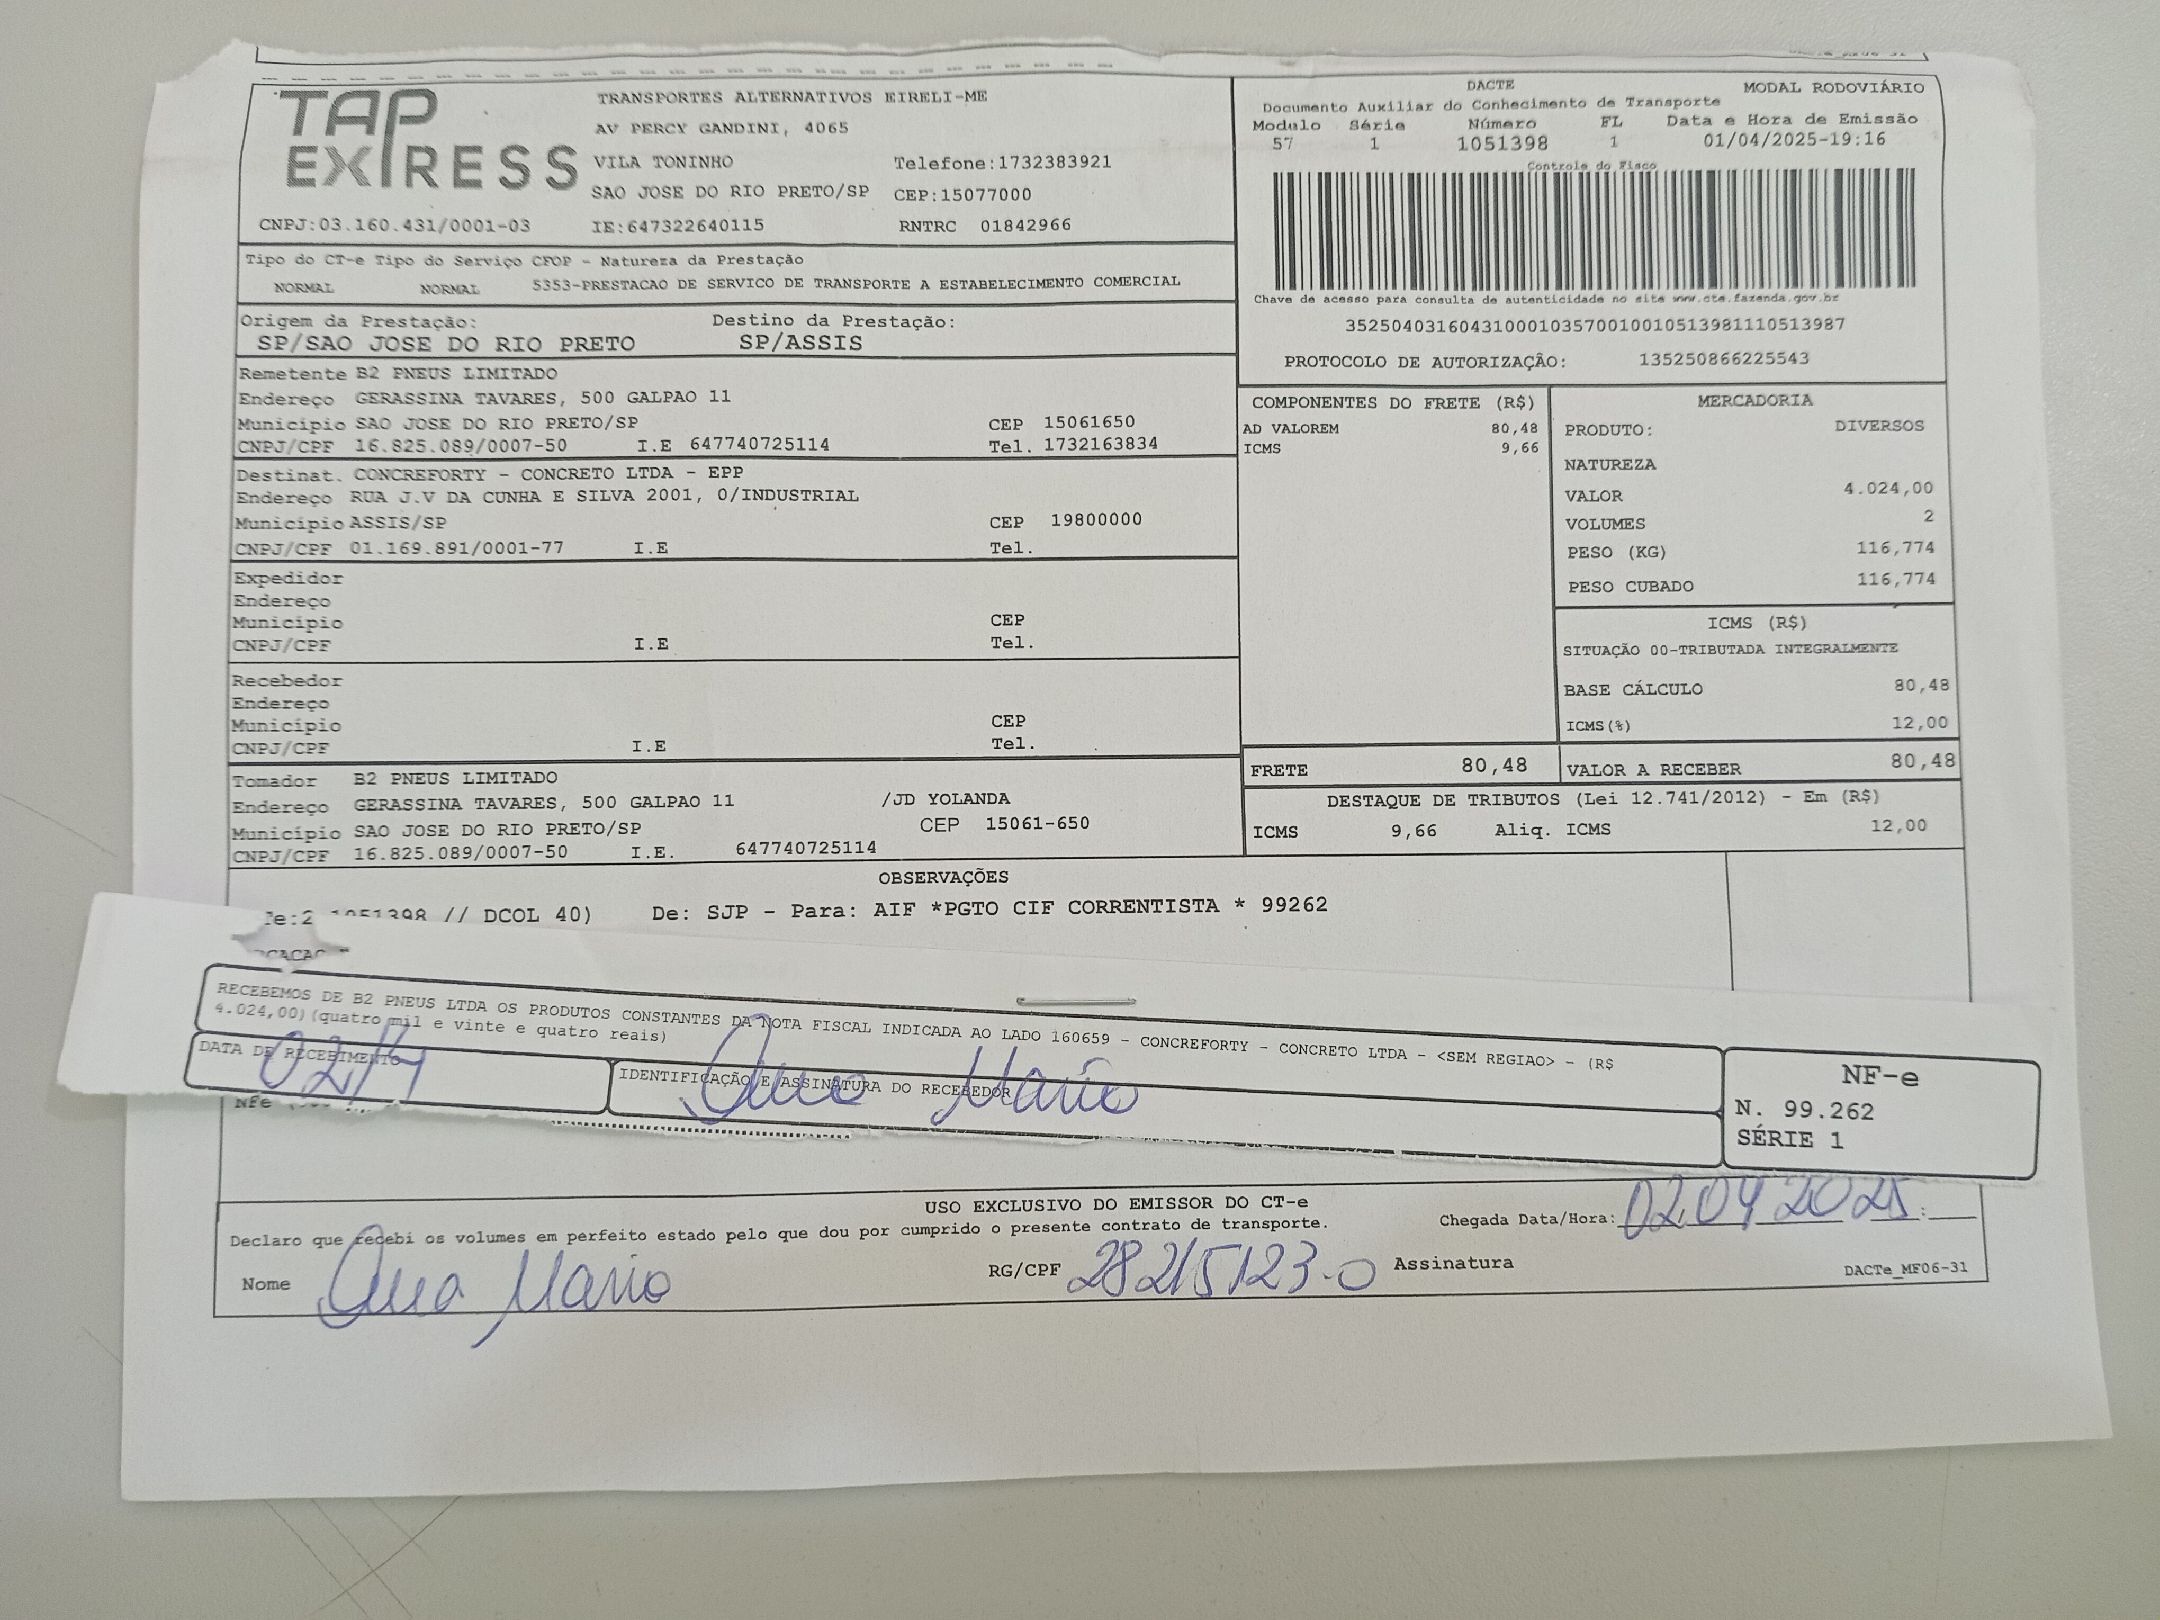 TAP EXPRESS
TRANSPORTES ALTERNATIVOS EIRELI-ME
AV PERCY GANDINI, 4065
VILA TONINHO Telefone:1732383921
SAO JOSE DO RIO PRETO/SP CEP:15077000
CNPJ:03.160.431/0001-03 IE:647322640115 RNTRC 01842966
DACTE MODAL RODOVIÁRIO
Documento Auxiliar do Conhecimento de Transporte
Modulo Série Número FL Data e Hora de Emissão
57 1 1051398 1 01/04/2025-19:16
Controle do Fisco
Chave de acesso para consulta de autenticidade no site www.cte.fazenda.gov.br
35250403160431000103570010010513981110513987
PROTOCOLO DE AUTORIZAÇÃO: 135250866225543
Tipo do CT-e Tipo do Serviço CFOP - Natureza da Prestação
NORMAL NORMAL 5353-PRESTACAO DE SERVICO DE TRANSPORTE A ESTABELECIMENTO COMERCIAL
Origem da Prestação: Destino da Prestação:
SP/SAO JOSE DO RIO PRETO SP/ASSIS
Remetente B2 PNEUS LIMITADO
Endereço GERASSINA TAVARES, 500 GALPAO 11
Município SAO JOSE DO RIO PRETO/SP CEP 15061650
CNPJ/CPF 16.825.089/0007-50 I.E 647740725114 Tel. 1732163834
Destinat. CONCREFORTY - CONCRETO LTDA - EPP
Endereço RUA J.V DA CUNHA E SILVA 2001, 0/INDUSTRIAL
Município ASSIS/SP CEP 19800000
CNPJ/CPF 01.169.891/0001-77 I.E Tel.
Expedidor
Endereço
Município CEP
CNPJ/CPF I.E Tel.
Recebedor
Endereço
Município CEP
CNPJ/CPF I.E Tel.
Tomador B2 PNEUS LIMITADO
Endereço GERASSINA TAVARES, 500 GALPAO 11 /JD YOLANDA
Município SAO JOSE DO RIO PRETO/SP CEP 15061-650
CNPJ/CPF 16.825.089/0007-50 I.E. 647740725114
COMPONENTES DO FRETE (R$)
AD VALOREM 80,48
ICMS 9,66
MERCADORIA
PRODUTO: DIVERSOS
NATUREZA
VALOR 4.024,00
VOLUMES 2
PESO (KG) 116,774
PESO CUBADO 116,774
ICMS (R$)
SITUAÇÃO 00-TRIBUTADA INTEGRALMENTE
BASE CÁLCULO 80,48
ICMS(%) 12,00
FRETE 80,48 VALOR A RECEBER 80,48
DESTAQUE DE TRIBUTOS (Lei 12.741/2012) - Em (R$)
ICMS 9,66 Aliq. ICMS 12,00
OBSERVAÇÕES
1051398 // DCOL 40) De: SJP - Para: AIF *PGTO CIF CORRENTISTA * 99262
RECEBEMOS DE B2 PNEUS LTDA OS PRODUTOS CONSTANTES DA NOTA FISCAL INDICADA AO LADO 160659 - CONCREFORTY - CONCRETO LTDA - <SEM REGIAO> - (R$
4.024,00)(quatro mil e vinte e quatro reais)
DATA DE RECEBIMENTO
02/4
IDENTIFICAÇÃO E ASSINATURA DO RECEBEDOR
Ana Maria
NF-e
N. 99.262
SÉRIE 1
NFe
USO EXCLUSIVO DO EMISSOR DO CT-e
Declaro que recebi os volumes em perfeito estado pelo que dou por cumprido o presente contrato de transporte.
Chegada Data/Hora: 02 04 2025 :
Nome Ana Maria RG/CPF 28215123-0 Assinatura
DACTe_MF06-31